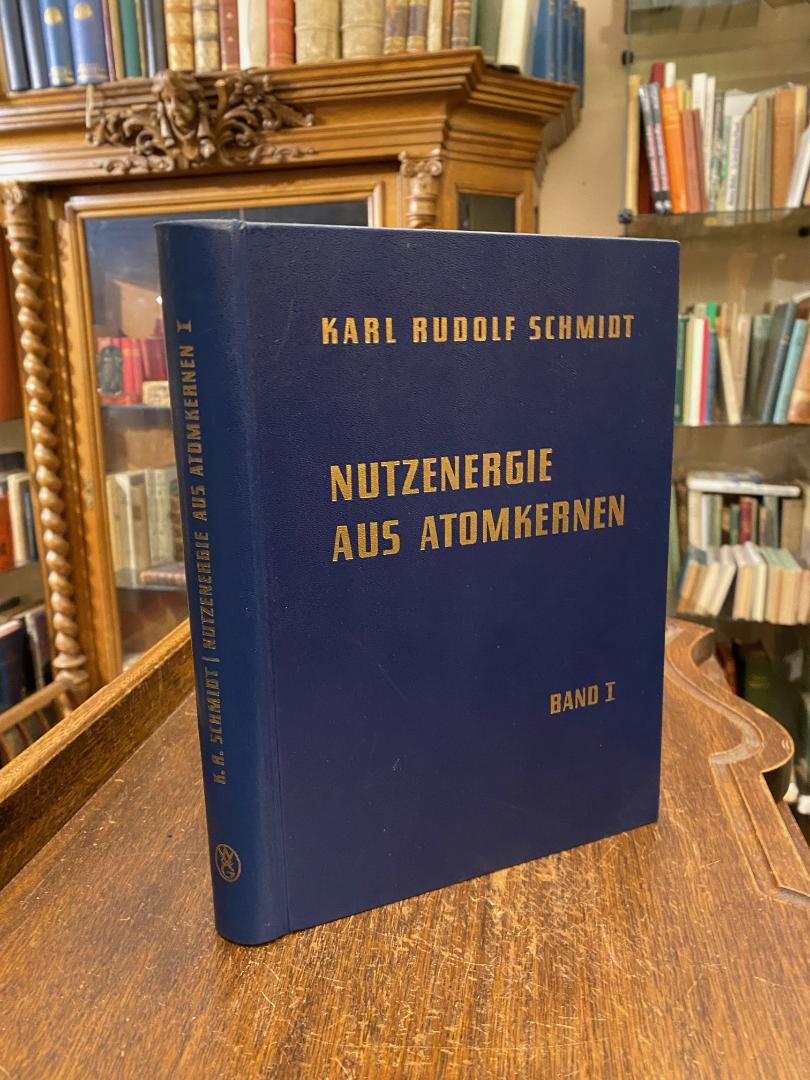 KARL RUDOLF SCHMIDT
NUTZENERGIE
AUS ATOMKERNEN
BAND I
K. R. SCHMIDT | NUTZENERGIE AUS ATOMKERNEN I